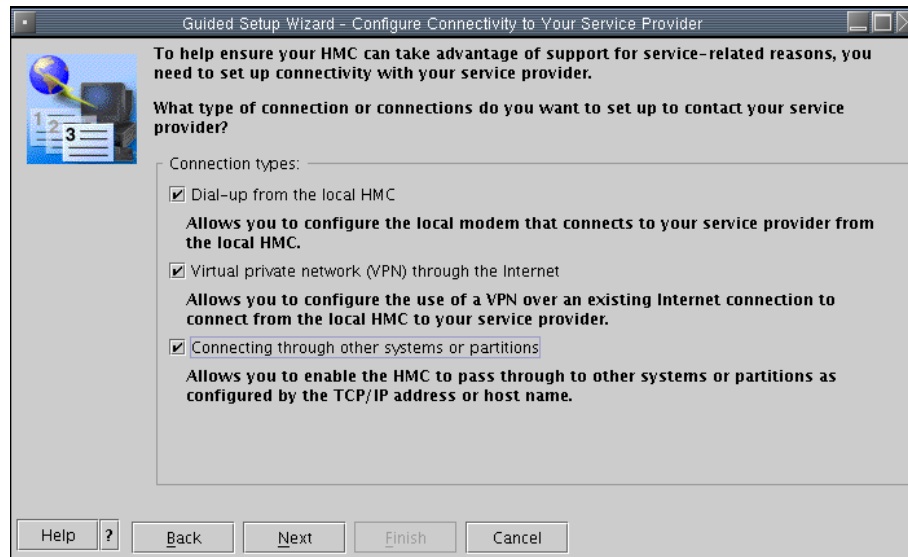 Guided Setup Wizard - Configure Connectivity to Your Service Provider
To help ensure your HMC can take advantage of support for service-related reasons, you
need to set up connectivity with your service provider.
What type of connection or connections do you want to set up to contact your service
provider?
1
2
3
Connection types:
Dial-up from the local HMC
Allows you to configure the local modem that connects to your service provider from
the local HMC.
Virtual private network (VPN) through the Internet
Allows you to configure the use of a VPN over an existing Internet connection to
connect from the local HMC to your service provider.
Connecting through other systems or partitions
Allows you to enable the HMC to pass through to other systems or partitions as
configured by the TCP/IP address or host name.
Help ? Back Next Finish Cancel